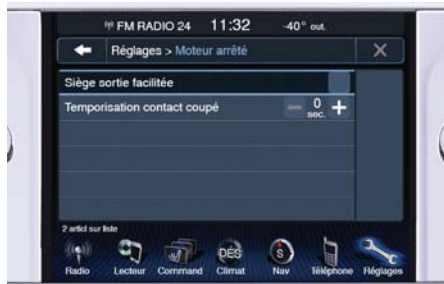 FM RADIO 24 11:32 -40° out.
Réglages > Moteur arrêté
Siège sortie facilitée
Temporisation contact coupé 0 sec.
2 articl sur liste
DES S
Radio Lecteur Command Climat Nav Téléphone Réglages